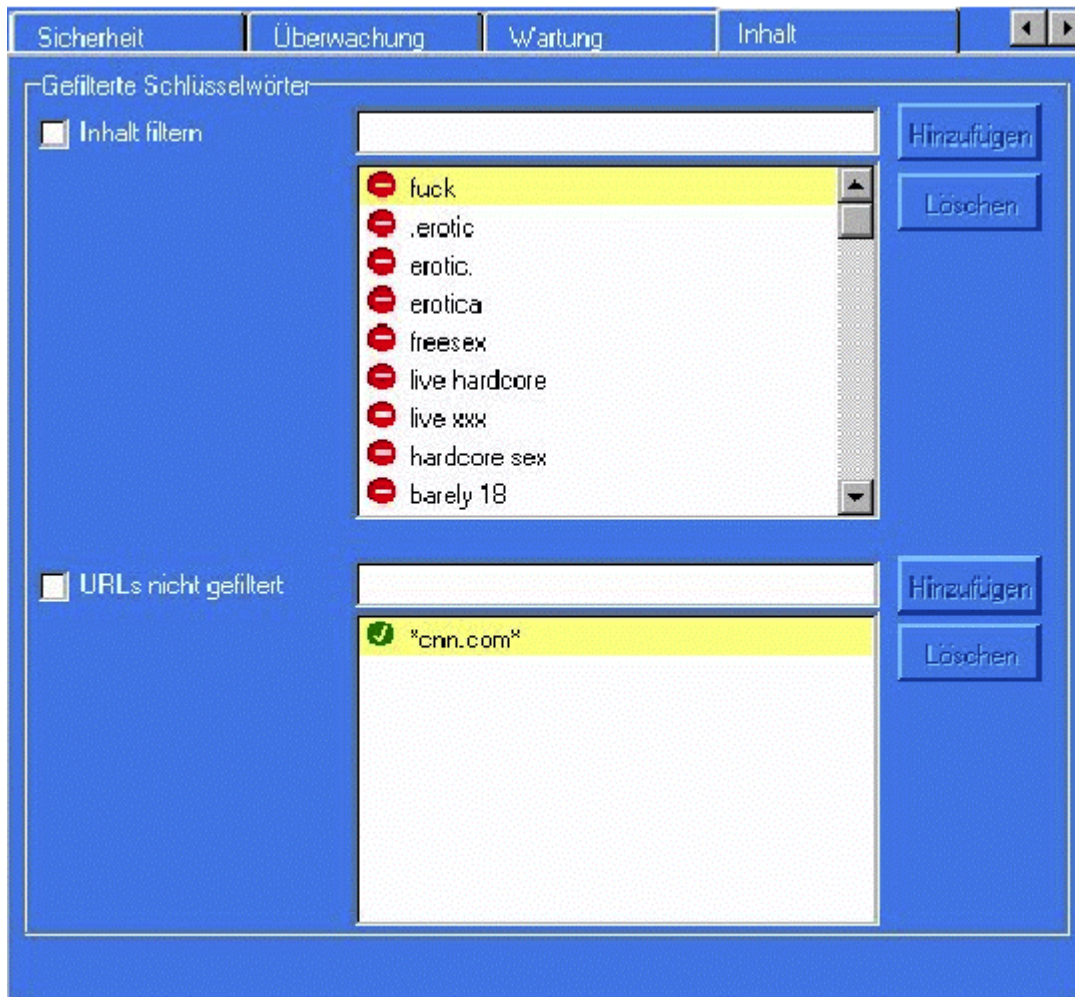 Sicherheit Überwachung Wartung Inhalt
Gefilterte Schlüsselwörter
Inhalt filtern
Hinzufügen
fuck
Löschen
.erotic
erotic.
erotica
freesex
live hardcore
live xxx
hardcore sex
barely 18
URLs nicht gefiltert
Hinzufügen
*cnn.com*
Löschen